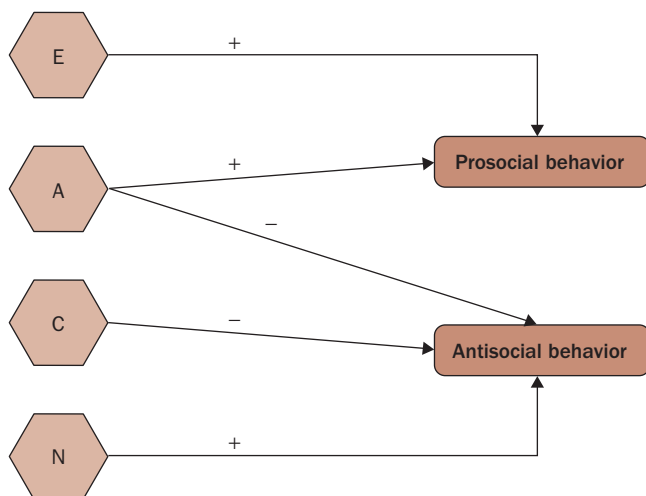 E
+
A
+
Prosocial behavior
−
C
−
Antisocial behavior
N
+